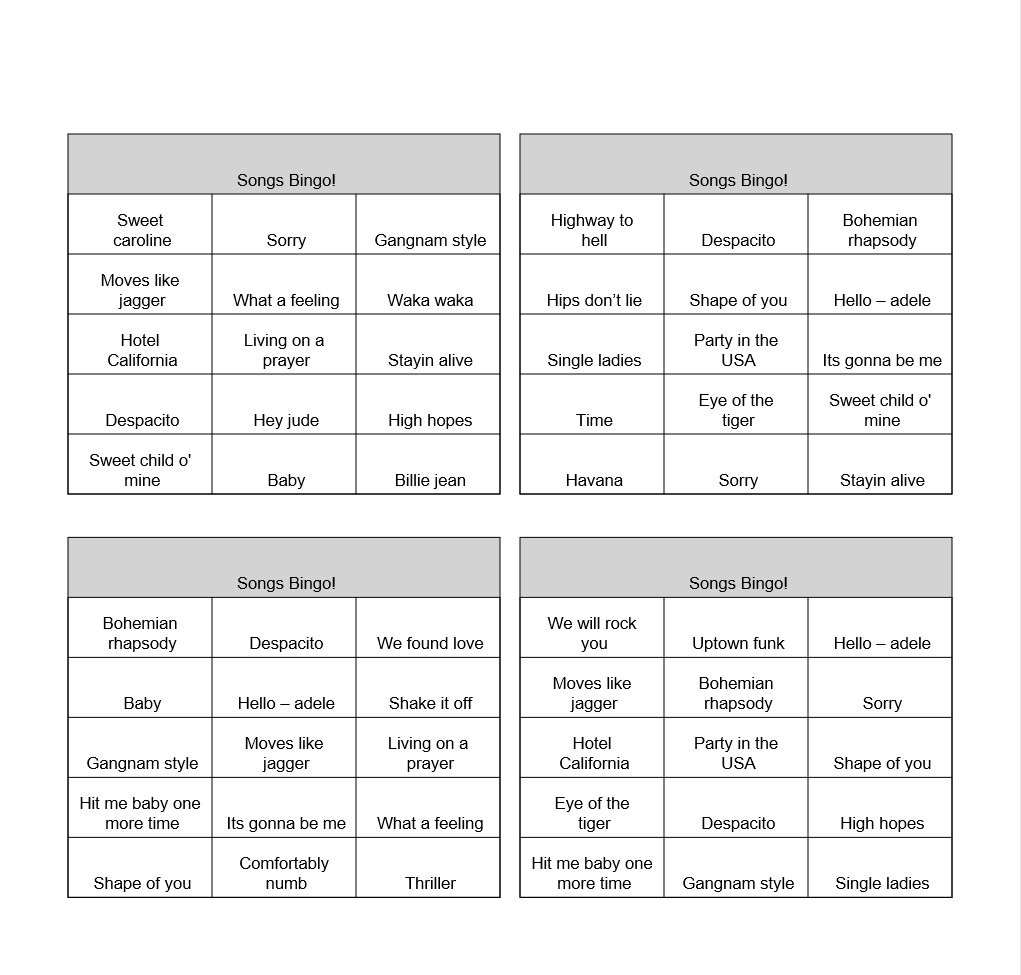 Songs Bingo!
Sweet
caroline
Sorry
Gangnam style
Moves like
jagger
What a feeling
Waka waka
Hotel
California
Living on a
prayer
Stayin alive
Despacito
Hey jude
High hopes
Sweet child o'
mine
Baby
Billie jean
Songs Bingo!
Highway to
hell
Despacito
Bohemian
rhapsody
Hips don’t lie
Shape of you
Hello – adele
Single ladies
Party in the
USA
Its gonna be me
Time
Eye of the
tiger
Sweet child o'
mine
Havana
Sorry
Stayin alive
Songs Bingo!
Bohemian
rhapsody
Despacito
We found love
Baby
Hello – adele
Shake it off
Gangnam style
Moves like
jagger
Living on a
prayer
Hit me baby one
more time
Its gonna be me
What a feeling
Shape of you
Comfortably
numb
Thriller
Songs Bingo!
We will rock
you
Uptown funk
Hello – adele
Moves like
jagger
Bohemian
rhapsody
Sorry
Hotel
California
Party in the
USA
Shape of you
Eye of the
tiger
Despacito
High hopes
Hit me baby one
more time
Gangnam style
Single ladies